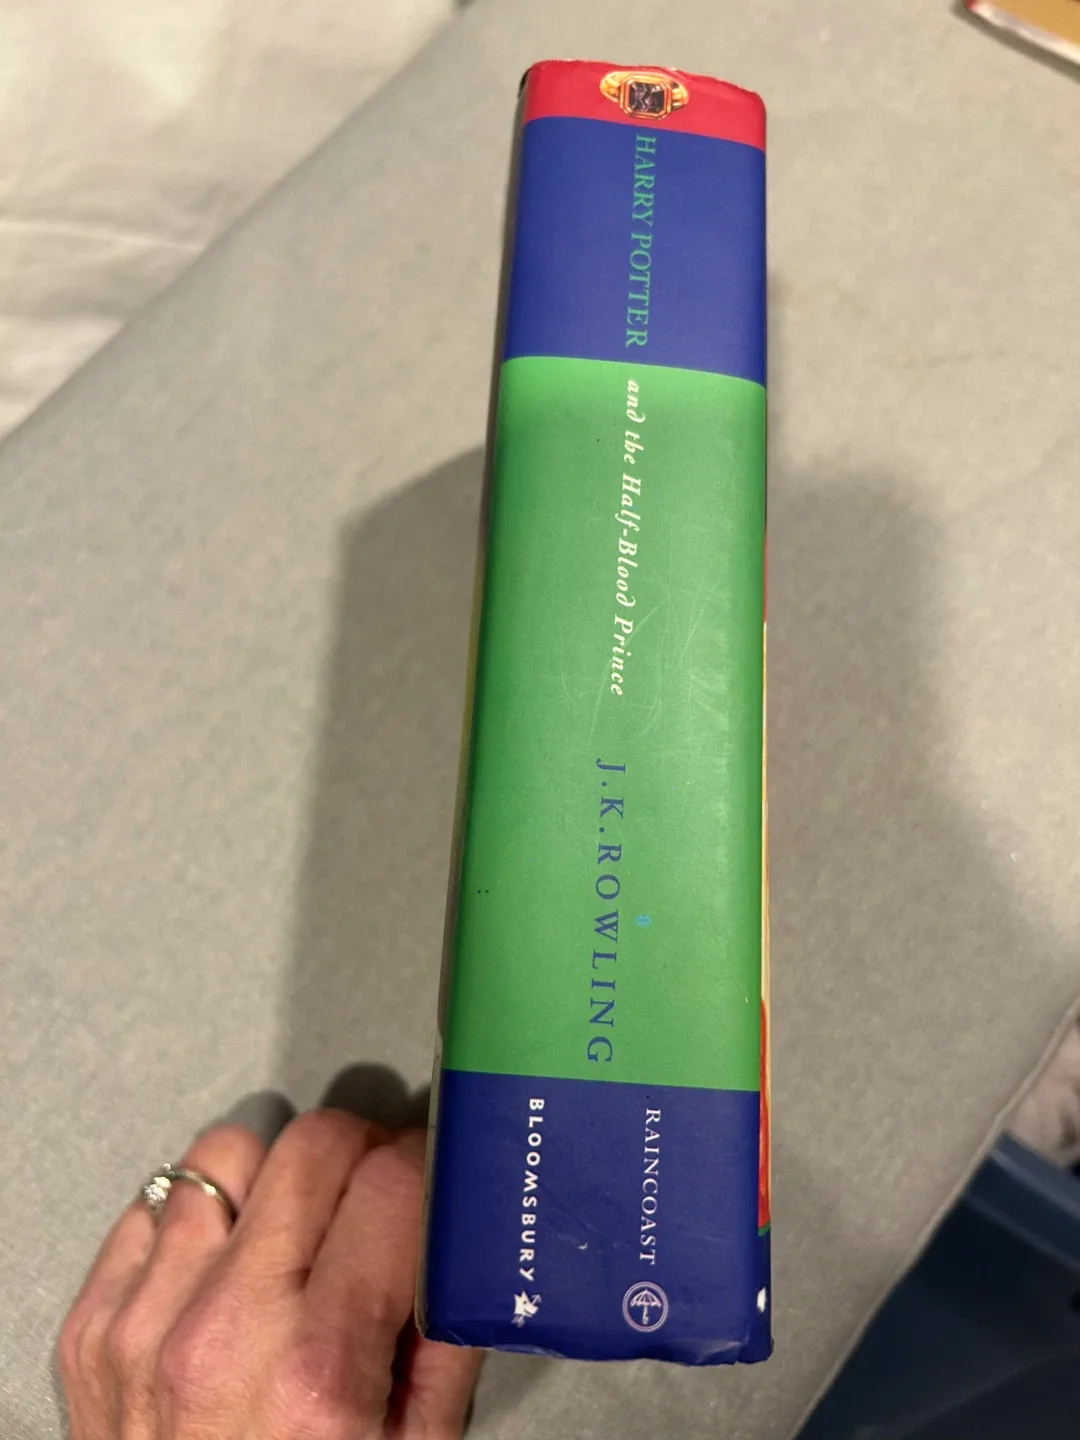 HARRY POTTER
and the Half-Blood Prince
J.K.ROWLING
RAINCOAST
BLOOMSBURY